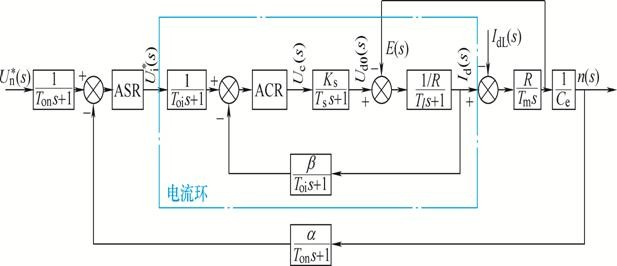 U*n(s)
1
Tons+1
+
−
ASR
U*i(s)
1
Tois+1
+
−
ACR
Uc(s)
Ks
Tss+1
Ud0(s)
+
−
E(s)
1/R
Tls+1
Id(s)
+
−
IdL(s)
R
Tms
1
Ce
n(s)
β
Tois+1
电流环
α
Tons+1